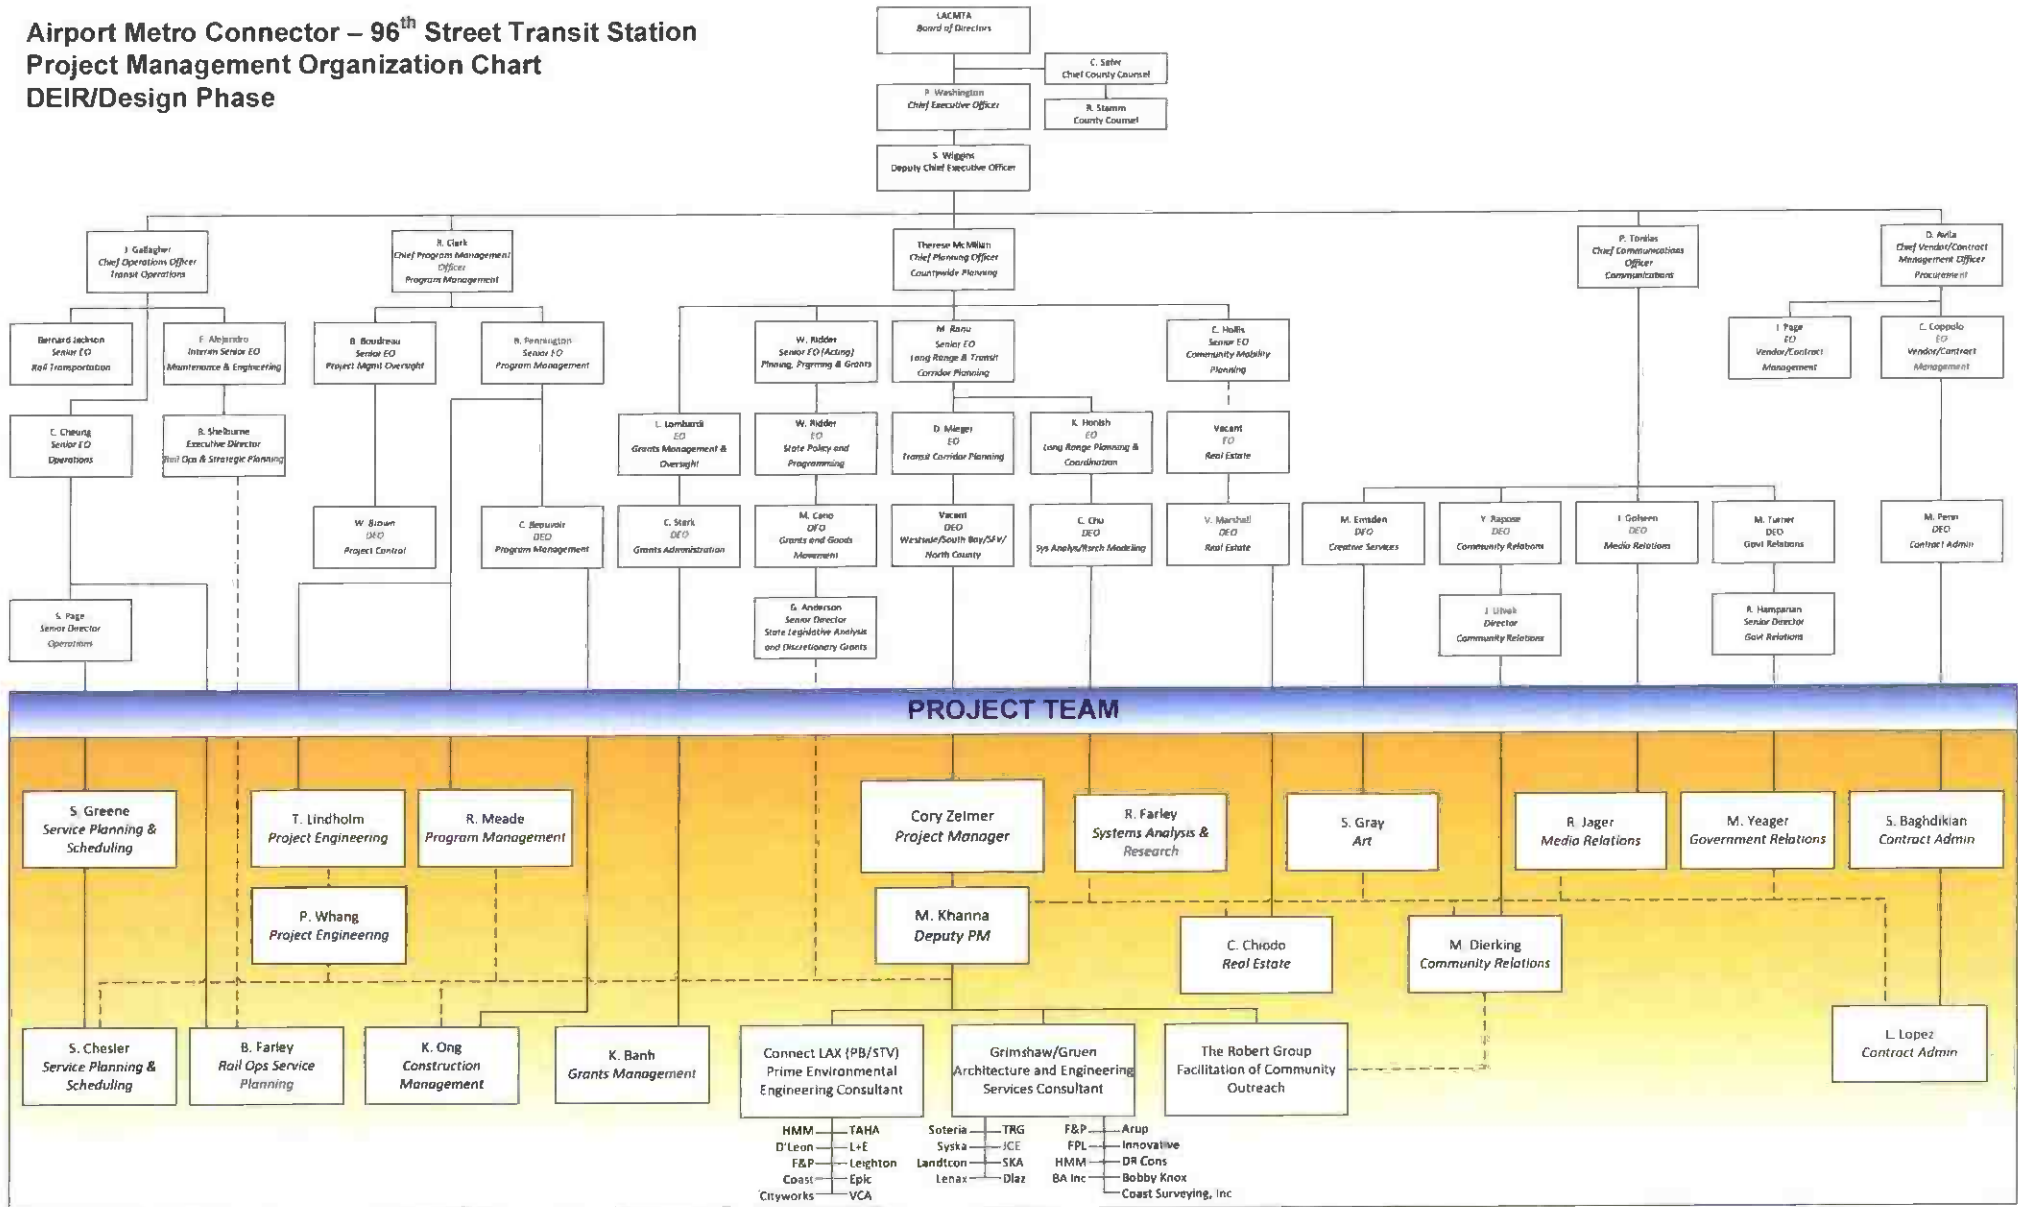 Airport Metro Connector – 96th Street Transit Station
Project Management Organization Chart
DEIR/Design Phase
LACMTA
Board of Directors
C. Safer
Chief County Counsel
P. Washington
Chief Executive Officer
R. Stamm
County Counsel
S. Wiggins
Deputy Chief Executive Officer
J. Gallagher
Chief Operations Officer
Transit Operations
R. Clark
Chief Program Management
Officer
Program Management
Therese McMillan
Chief Planning Officer
Countywide Planning
P. Tonilas
Chief Communications
Officer
Communications
D. Avila
Chief Vendor/Contract
Management Officer
Procurement
Bernard Jackson
Senior EO
Rail Transportation
F. Alejandro
Interim Senior EO
Maintenance & Engineering
B. Boudreau
Senior EO
Project Mgmt Oversight
B. Pennington
Senior EO
Program Management
W. Ridder
Senior EO (Acting)
Plnning, Prgrming & Grants
M. Ranu
Senior EO
Long Range & Transit
Corridor Planning
C. Hollis
Senior EO
Community Mobility
Planning
J. Page
EO
Vendor/Contract
Management
C. Coppolo
EO
Vendor/Contract
Management
C. Cheung
Senior EO
Operations
B. Shelburne
Executive Director
Rail Ops & Strategic Planning
L. Lombardi
EO
Grants Management &
Oversight
W. Ridder
EO
State Policy and
Programming
D. Mieger
EO
Transit Corridor Planning
K. Honish
EO
Long Range Planning &
Coordination
Vacant
EO
Real Estate
W. Brown
DEO
Project Control
C. Beauvoir
DEO
Program Management
C. Stark
DEO
Grants Administration
M. Cano
DEO
Grants and Goods
Movement
Vacant
DEO
Westside/South Bay/SFV/
North County
C. Chu
DEO
Sys Analys/Rsrch Modeling
V. Marshall
DEO
Real Estate
M. Emsden
DEO
Creative Services
Y. Rapose
DEO
Community Relations
J. Golseen
DEO
Media Relations
M. Turner
DEO
Govt Relations
M. Penn
DEO
Contract Admin
S. Page
Senior Director
Operations
G. Anderson
Senior Director
State Legislative Analysis
and Discretionary Grants
J. Litvak
Director
Community Relations
R. Hamparian
Senior Director
Govt Relations
PROJECT TEAM
S. Greene
Service Planning &
Scheduling
T. Lindholm
Project Engineering
R. Meade
Program Management
Cory Zelmer
Project Manager
R. Farley
Systems Analysis &
Research
S. Gray
Art
R. Jager
Media Relations
M. Yeager
Government Relations
S. Baghdikian
Contract Admin
P. Whang
Project Engineering
M. Khanna
Deputy PM
C. Chiodo
Real Estate
M. Dierking
Community Relations
S. Chesler
Service Planning &
Scheduling
B. Farley
Rail Ops Service
Planning
K. Ong
Construction
Management
K. Banh
Grants Management
Connect LAX (PB/STV)
Prime Environmental
Engineering Consultant
Grimshaw/Gruen
Architecture and Engineering
Services Consultant
The Robert Group
Facilitation of Community
Outreach
L. Lopez
Contract Admin
HMM TAHA
D'Leon L+E
F&P Leighton
Coast Epic
Cityworks VCA
Soteria TRG
Syska JCE
Landtcon SKA
Lenax Diaz
F&P Arup
FPL Innovative
HMM DR Cons
BA Inc Bobby Knox
Coast Surveying, Inc